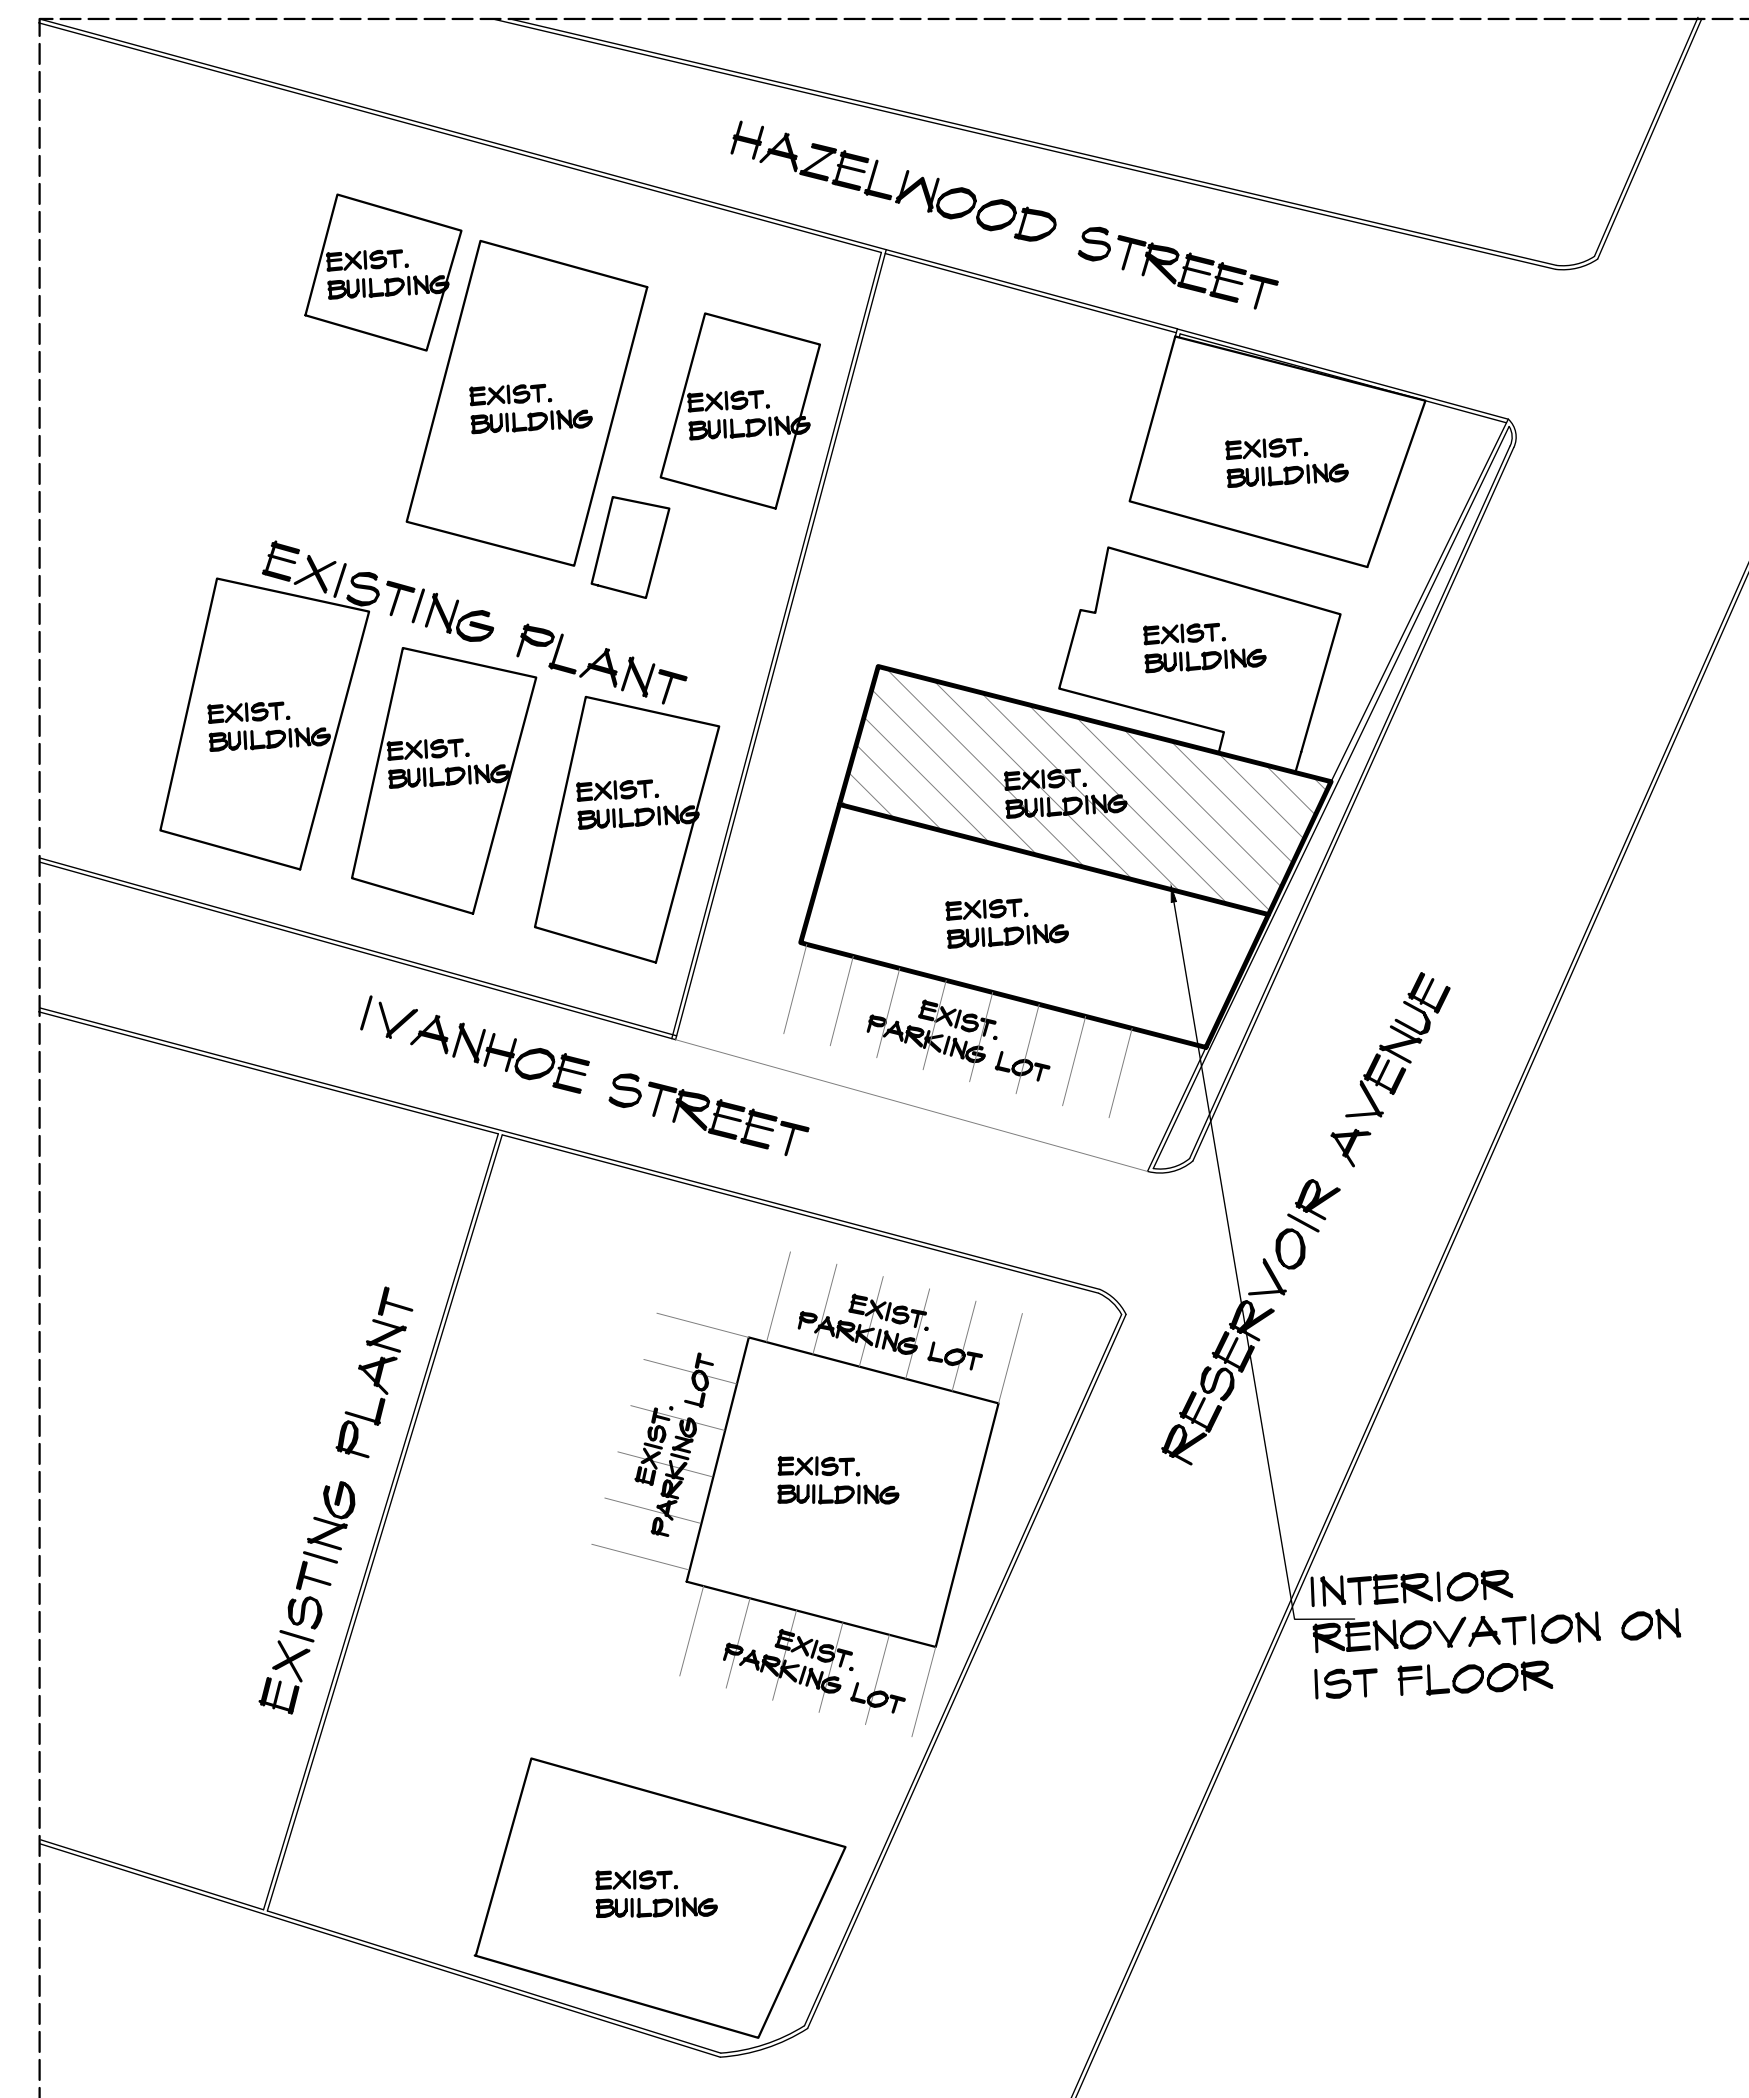 HAZELWOOD STREET
EXIST.
BUILDING
EXIST.
BUILDING
EXIST.
BUILDING
EXIST.
BUILDING
EXISTING PLANT
EXIST.
BUILDING
EXIST.
BUILDING
EXIST.
BUILDING
EXIST.
BUILDING
EXIST.
BUILDING
EXIST.
BUILDING
EXIST.
PARKING LOT
IVANHOE STREET
RESERVOIR AVENUE
EXISTING PLANT
EXIST.
PARKING LOT
EXIST.
PARKING LOT
EXIST.
BUILDING
EXIST.
PARKING LOT
INTERIOR
RENOVATION ON
1ST FLOOR
EXIST.
BUILDING